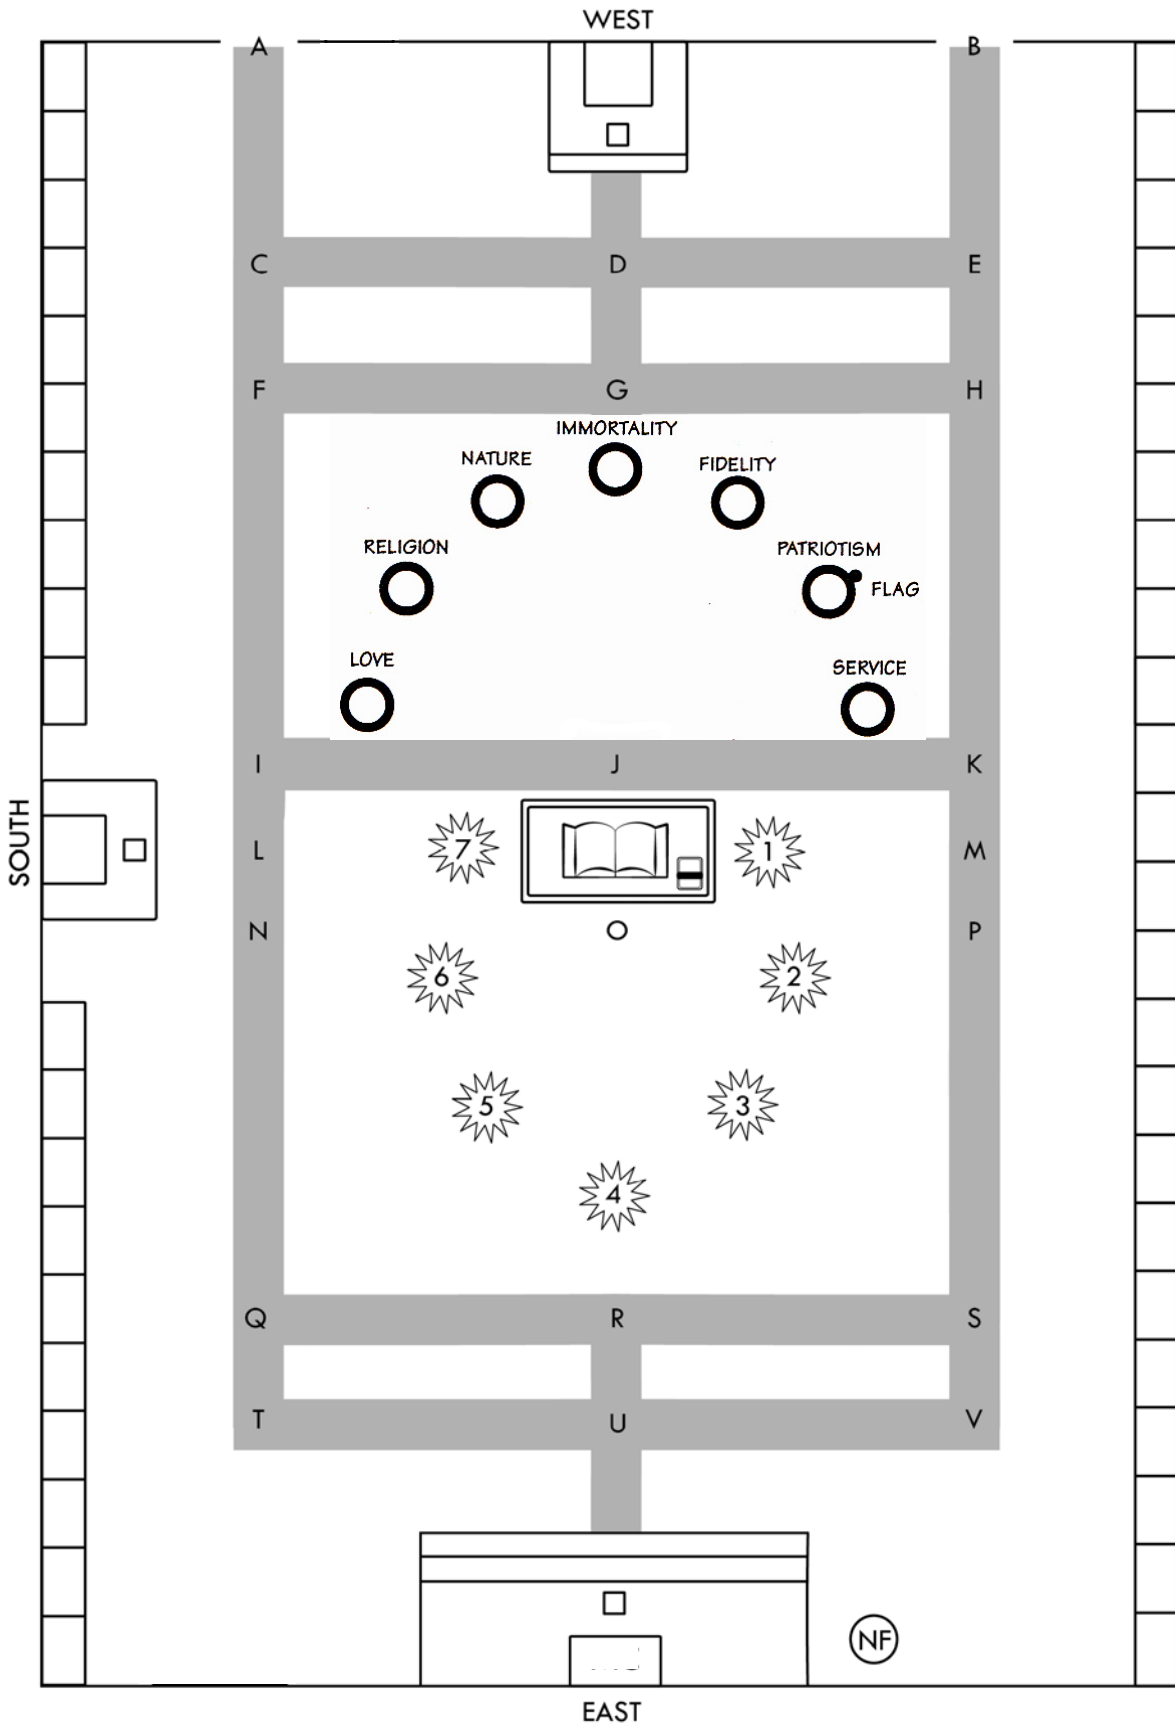 WEST
A B
C D E
F G H
IMMORTALITY
NATURE FIDELITY
RELIGION PATRIOTISM
FLAG
LOVE SERVICE
I J K
SOUTH
L 7 1 M
N P
6 2
5 3
4
Q R S
T U V
NF
EAST